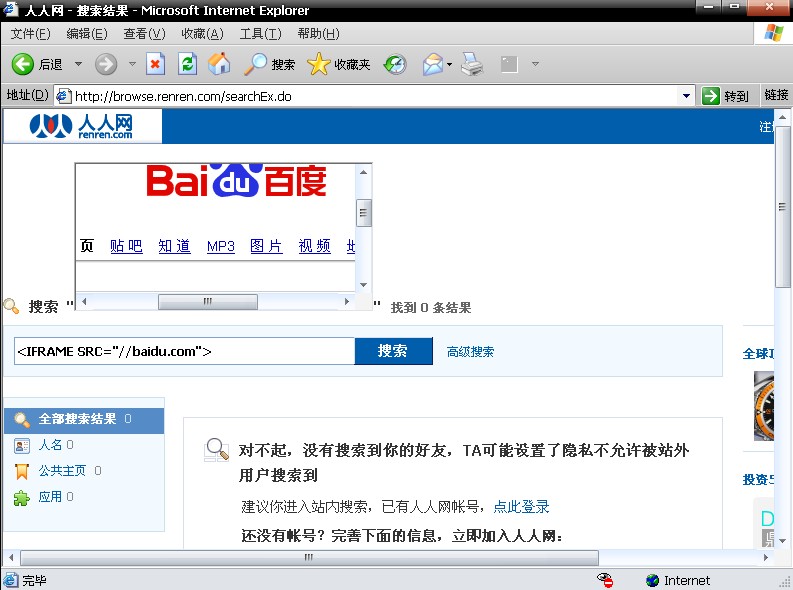 人人网 - 搜索结果 - Microsoft Internet Explorer
文件(F) 编辑(E) 查看(V) 收藏(A) 工具(T) 帮助(H)
后退 搜索 收藏夹
地址(D) http://browse.renren.com/searchEx.do 转到 链接
人人网
renren.com
注
Bai du 百度
页 贴吧 知道 MP3 图片 视频
搜索 " " 找到 0 条结果
<IFRAME SRC="//baidu.com"> 搜索 高级搜索
全球
全部搜索结果 0
人名 0
公共主页 0
应用 0
对不起，没有搜索到你的好友，TA可能设置了隐私不允许被站外
用户搜索到
建议你进入站内搜索，已有人人网帐号，点此登录
还没有帐号？完善下面的信息，立即加入人人网：
投资
D
完毕 Internet